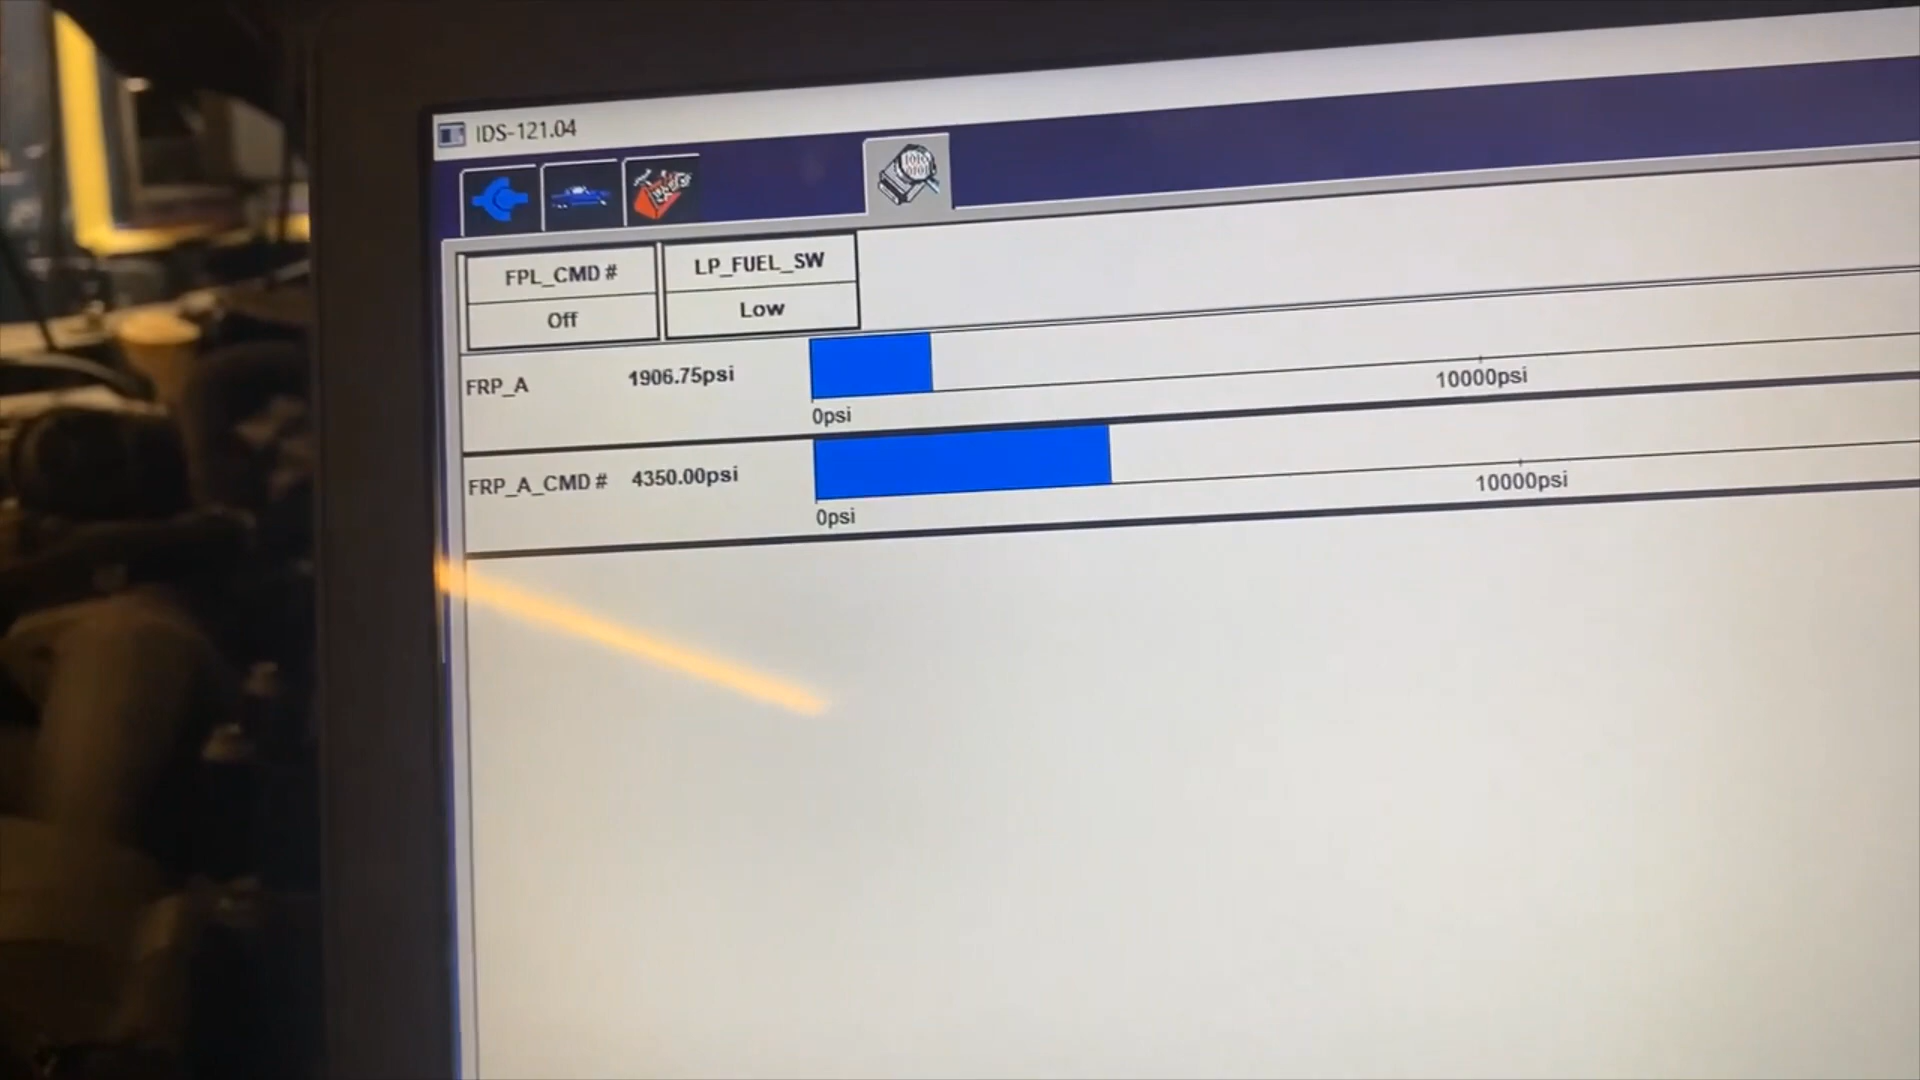 IDS-121.04
FPL_CMD # LP_FUEL_SW
Off Low
FRP_A 1906.75psi
0psi 10000psi
FRP_A_CMD # 4350.00psi
0psi 10000psi